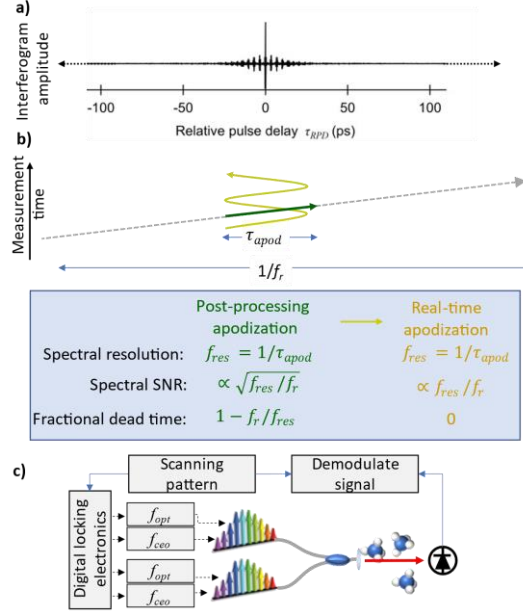 a)
Interferogram
amplitude
-100 -50 0 50 100
Relative pulse delay τRPD (ps)
b)
Measurement
time
τapod
1/fr
Post-processing
apodization
Real-time
apodization
Spectral resolution: fres = 1/τapod fres = 1/τapod
Spectral SNR: ∝ √fres/fr ∝ fres/fr
Fractional dead time: 1 − fr/fres 0
c)
Scanning
pattern
Demodulate
signal
Digital locking
electronics
fopt
fceo
fopt
fceo